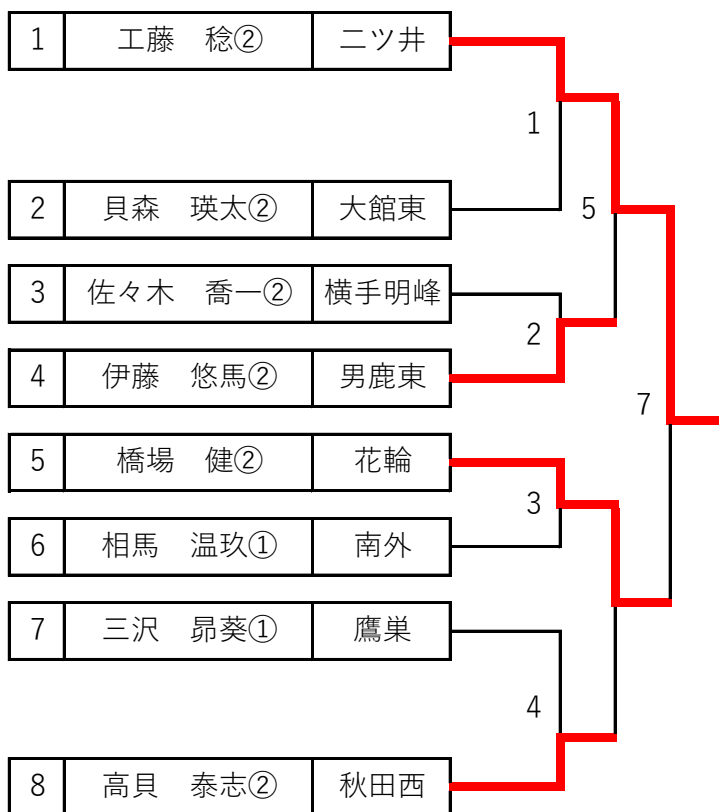 1 工藤　稔② 二ツ井
1
2 貝森　瑛太② 大館東
5
3 佐々木　喬一② 横手明峰
2
4 伊藤　悠馬② 男鹿東
7
5 橋場　健② 花輪
3
6 相馬　温玖① 南外
7 三沢　昴葵① 鷹巣
4
8 高貝　泰志② 秋田西